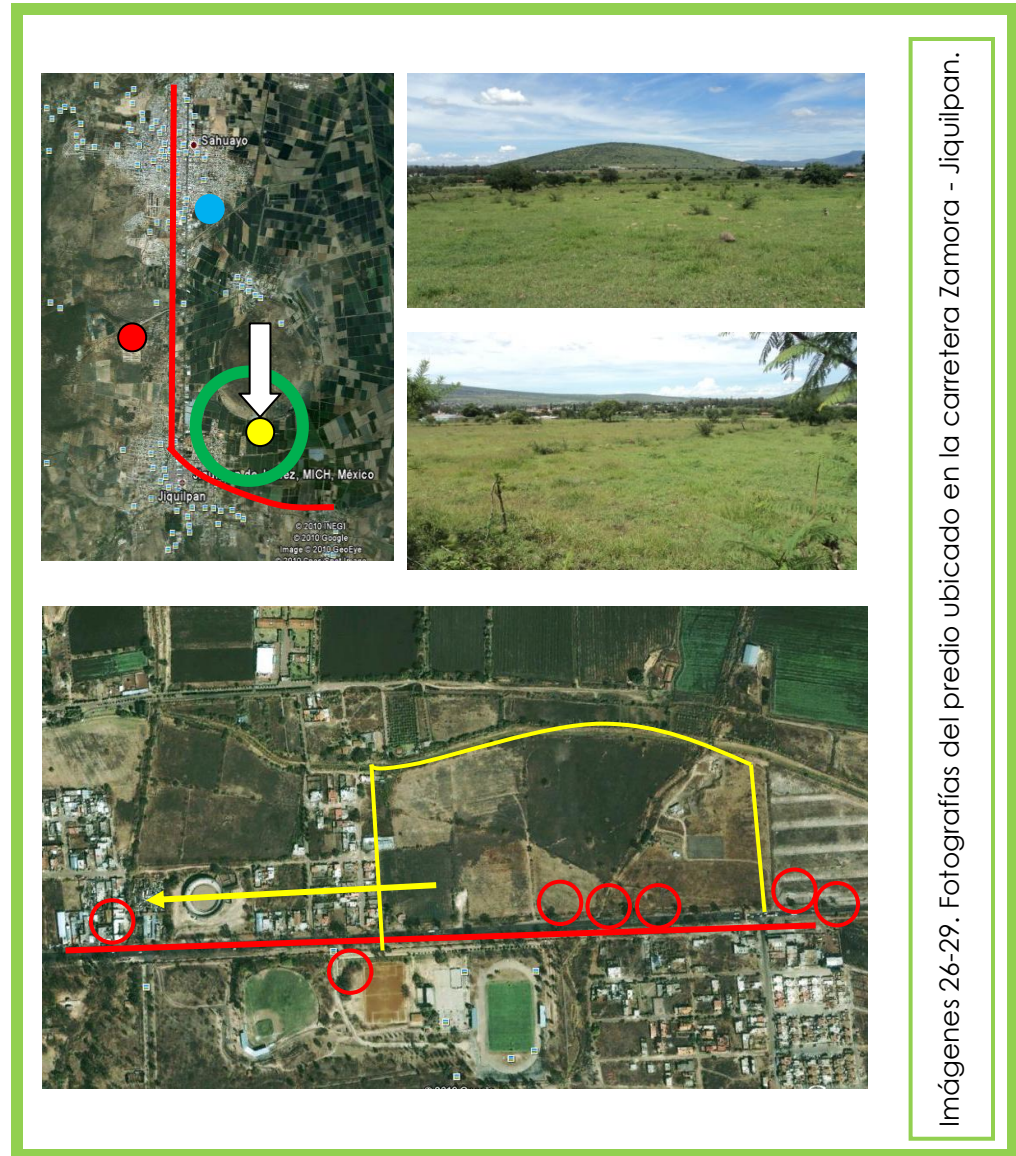 Sahuayo
MICH, México
Jiquilpan
© 2010 INEGI
© 2010 Google
Image © 2010 GeoEye
Imágenes 26-29. Fotografías del predio ubicado en la carretera Zamora - Jiquilpan.